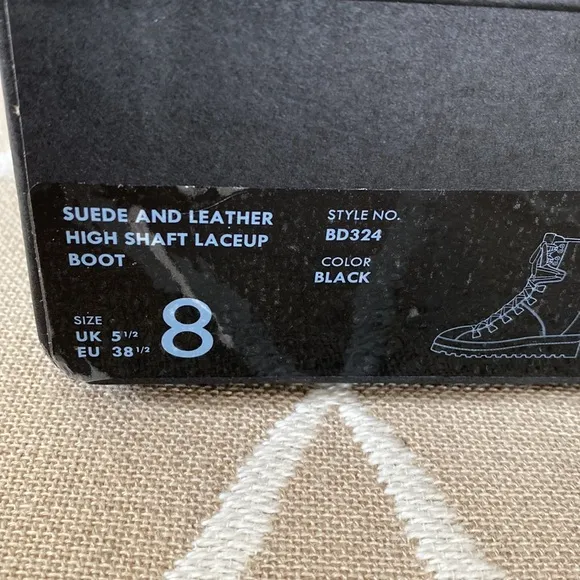 SUEDE AND LEATHER
HIGH SHAFT LACEUP
BOOT
STYLE NO.
BD324
COLOR
BLACK
SIZE
UK 5 1/2
EU 38 1/2
8